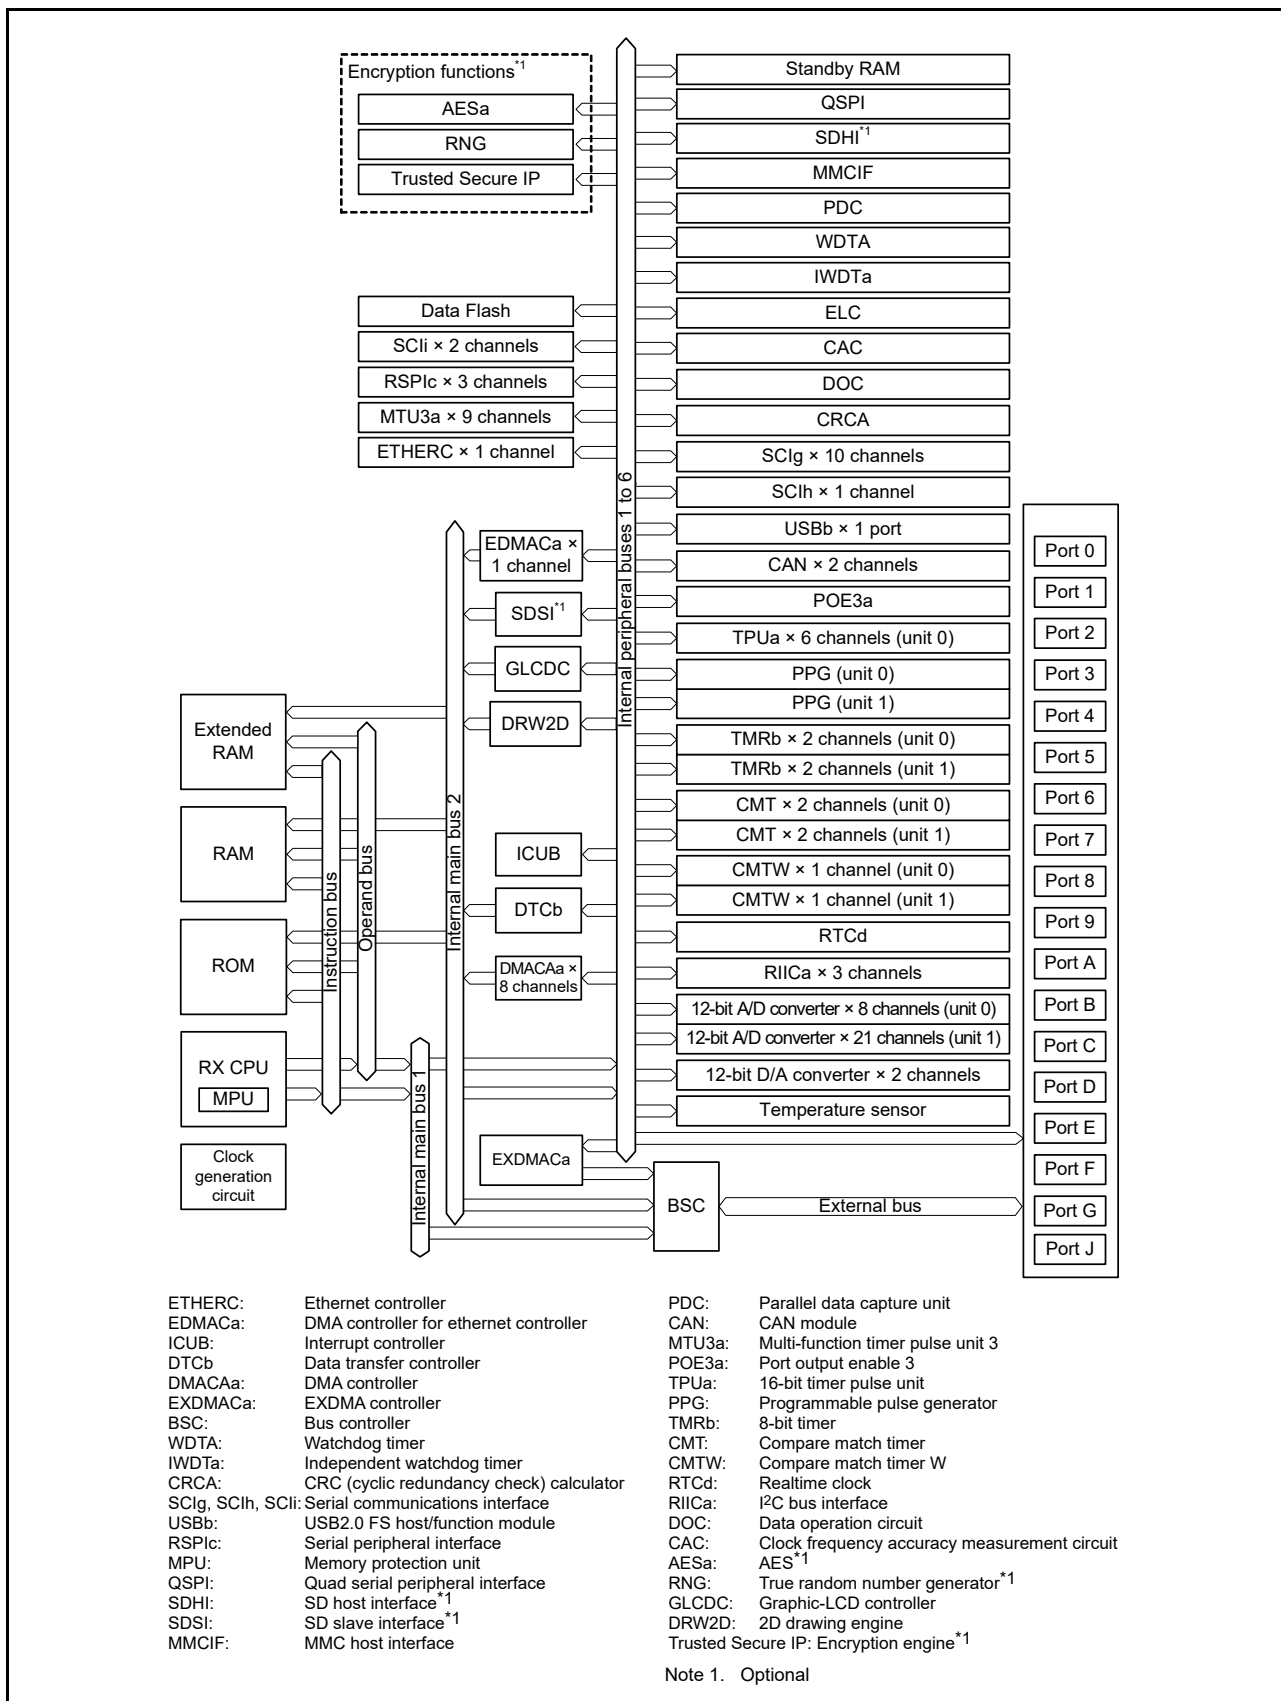 Encryption functions*1
AESa
RNG
Trusted Secure IP
Data Flash
SCIi × 2 channels
RSPIc × 3 channels
MTU3a × 9 channels
ETHERC × 1 channel
Internal peripheral buses 1 to 6
Standby RAM
QSPI
SDHI*1
MMCIF
PDC
WDTA
IWDTa
ELC
CAC
DOC
CRCA
SCIg × 10 channels
SCIh × 1 channel
USBb × 1 port
CAN × 2 channels
POE3a
TPUa × 6 channels (unit 0)
PPG (unit 0)
PPG (unit 1)
TMRb × 2 channels (unit 0)
TMRb × 2 channels (unit 1)
CMT × 2 channels (unit 0)
CMT × 2 channels (unit 1)
CMTW × 1 channel (unit 0)
CMTW × 1 channel (unit 1)
RTCd
RIICa × 3 channels
12-bit A/D converter × 8 channels (unit 0)
12-bit A/D converter × 21 channels (unit 1)
12-bit D/A converter × 2 channels
Temperature sensor
EDMACa ×
1 channel
SDSI*1
GLCDC
DRW2D
ICUB
DTCb
DMACAa ×
8 channels
EXDMACa
BSC
External bus
Extended
RAM
RAM
ROM
RX CPU
MPU
Clock
generation
circuit
Instruction bus
Operand bus
Internal main bus 1
Internal main bus 2
Port 0
Port 1
Port 2
Port 3
Port 4
Port 5
Port 6
Port 7
Port 8
Port 9
Port A
Port B
Port C
Port D
Port E
Port F
Port G
Port J
ETHERC: Ethernet controller
EDMACa: DMA controller for ethernet controller
ICUB: Interrupt controller
DTCb Data transfer controller
DMACAa: DMA controller
EXDMACa: EXDMA controller
BSC: Bus controller
WDTA: Watchdog timer
IWDTa: Independent watchdog timer
CRCA: CRC (cyclic redundancy check) calculator
SCIg, SCIh, SCIi: Serial communications interface
USBb: USB2.0 FS host/function module
RSPIc: Serial peripheral interface
MPU: Memory protection unit
QSPI: Quad serial peripheral interface
SDHI: SD host interface*1
SDSI: SD slave interface*1
MMCIF: MMC host interface
PDC: Parallel data capture unit
CAN: CAN module
MTU3a: Multi-function timer pulse unit 3
POE3a: Port output enable 3
TPUa: 16-bit timer pulse unit
PPG: Programmable pulse generator
TMRb: 8-bit timer
CMT: Compare match timer
CMTW: Compare match timer W
RTCd: Realtime clock
RIICa: I2C bus interface
DOC: Data operation circuit
CAC: Clock frequency accuracy measurement circuit
AESa: AES*1
RNG: True random number generator*1
GLCDC: Graphic-LCD controller
DRW2D: 2D drawing engine
Trusted Secure IP: Encryption engine*1
Note 1. Optional